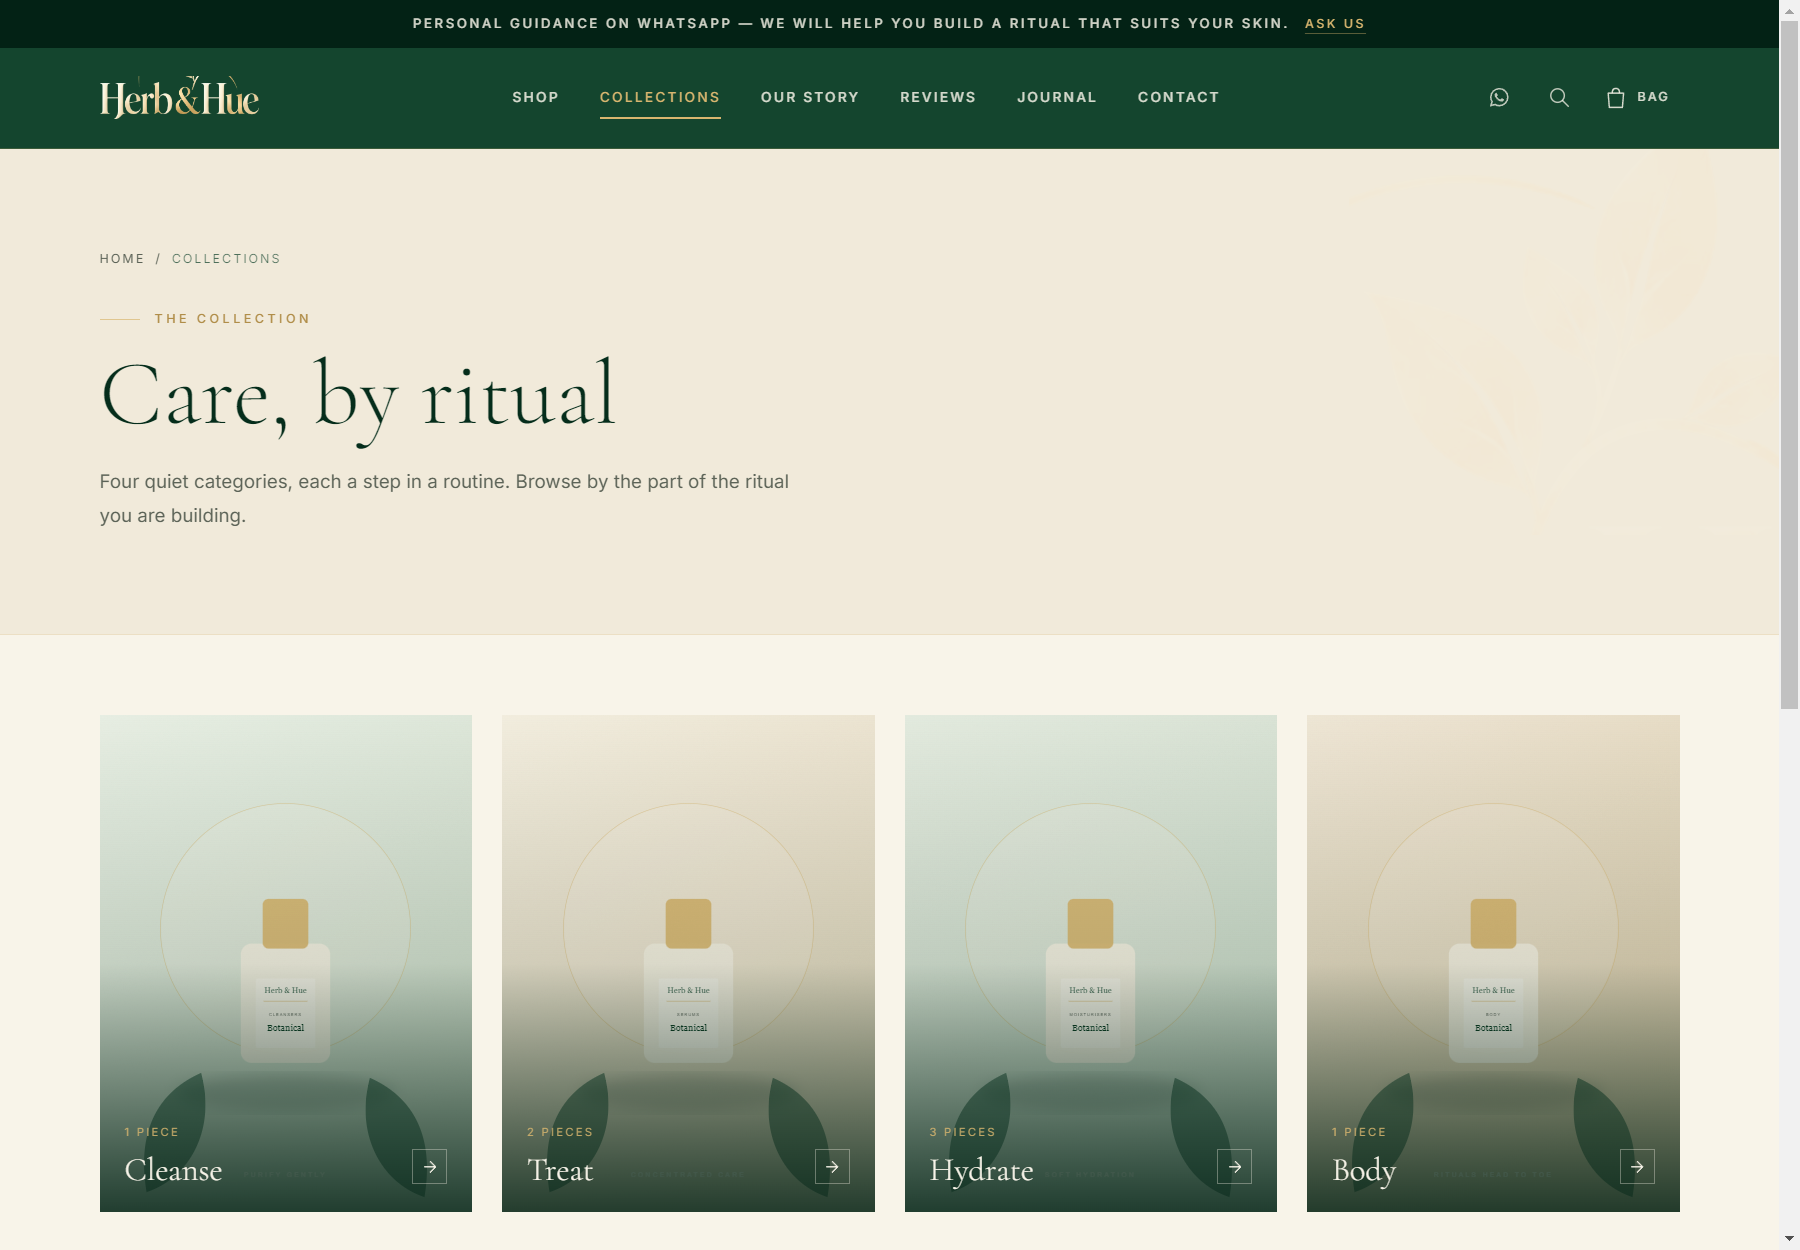 PERSONAL GUIDANCE ON WHATSAPP — WE WILL HELP YOU BUILD A RITUAL THAT SUITS YOUR SKIN. ASK US
Herb&Hue
SHOP COLLECTIONS OUR STORY REVIEWS JOURNAL CONTACT BAG
HOME / COLLECTIONS
THE COLLECTION
Care, by ritual
Four quiet categories, each a step in a routine. Browse by the part of the ritual
you are building.
Herb & Hue
CLEANSERS
Botanical
1 PIECE
Cleanse
Herb & Hue
SERUMS
Botanical
2 PIECES
Treat
Herb & Hue
MOISTURISERS
Botanical
3 PIECES
Hydrate
Herb & Hue
BODY
Botanical
1 PIECE
Body